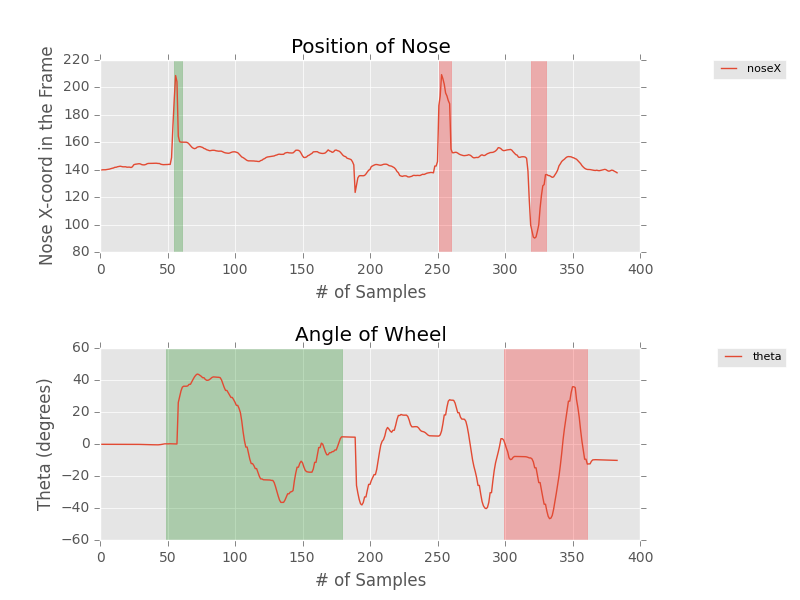 Position of Nose
Nose X-coord in the Frame
220
200
180
160
140
120
100
80
0 50 100 150 200 250 300 350 400
# of Samples
noseX
Angle of Wheel
Theta (degrees)
60
40
20
0
−20
−40
−60
0 50 100 150 200 250 300 350 400
# of Samples
theta